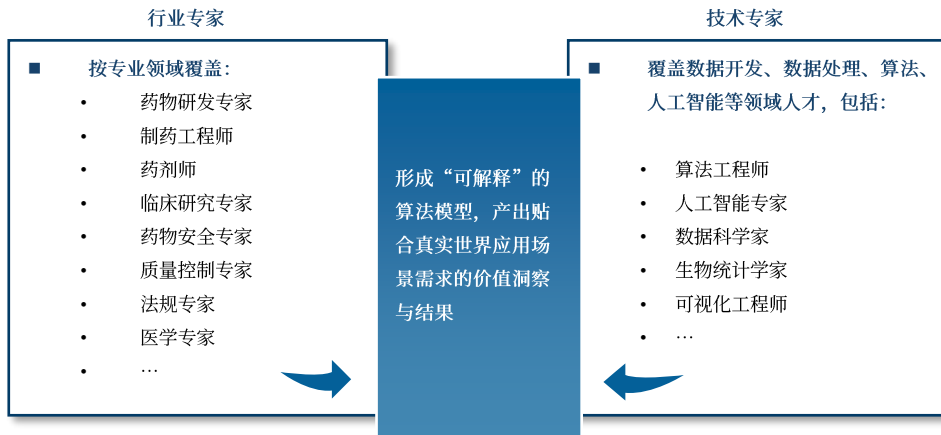 行业专家
按专业领域覆盖：
• 药物研发专家
• 制药工程师
• 药剂师
• 临床研究专家
• 药物安全专家
• 质量控制专家
• 法规专家
• 医学专家
• …
形成“可解释”的
算法模型，产出贴
合真实世界应用场
景需求的价值洞察
与结果
技术专家
覆盖数据开发、数据处理、算法、
人工智能等领域人才，包括：
• 算法工程师
• 人工智能专家
• 数据科学家
• 生物统计学家
• 可视化工程师
• …